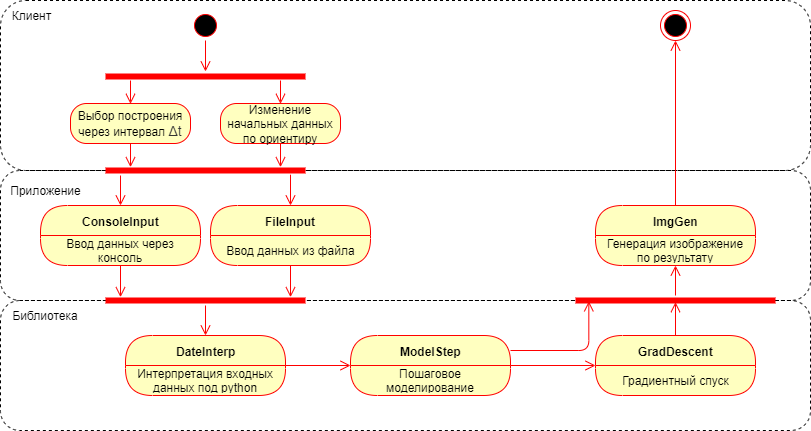 Клиент
Выбор построения
через интервал Δt
Изменение
начальных данных
по ориентиру
Приложение
ConsoleInput
Ввод данных через
консоль
FileInput
Ввод данных из файла
ImgGen
Генерация изображение
по результату
Библиотека
DateInterp
Интерпретация входных
данных под python
ModelStep
Пошаговое
моделирование
GradDescent
Градиентный спуск